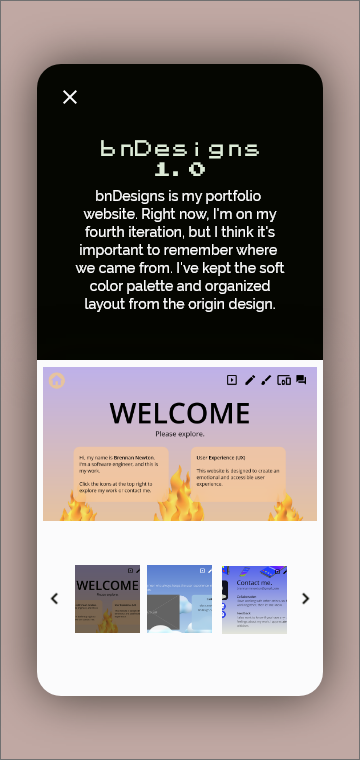 bnDesigns
1.0
bnDesigns is my portfolio
website. Right now, I'm on my
fourth iteration, but I think it's
important to remember where
we came from. I've kept the soft
color palette and organized
layout from the origin design.
WELCOME
Please explore.
Hi, my name is Brennan Newton.
I'm a software engineer, and this is
my work.
Click the icons at the top right to
explore my work or contact me.
User Experience (UX)
This website is designed to create an
emotional and accessible user
experience.
WELCOME
Contact me.